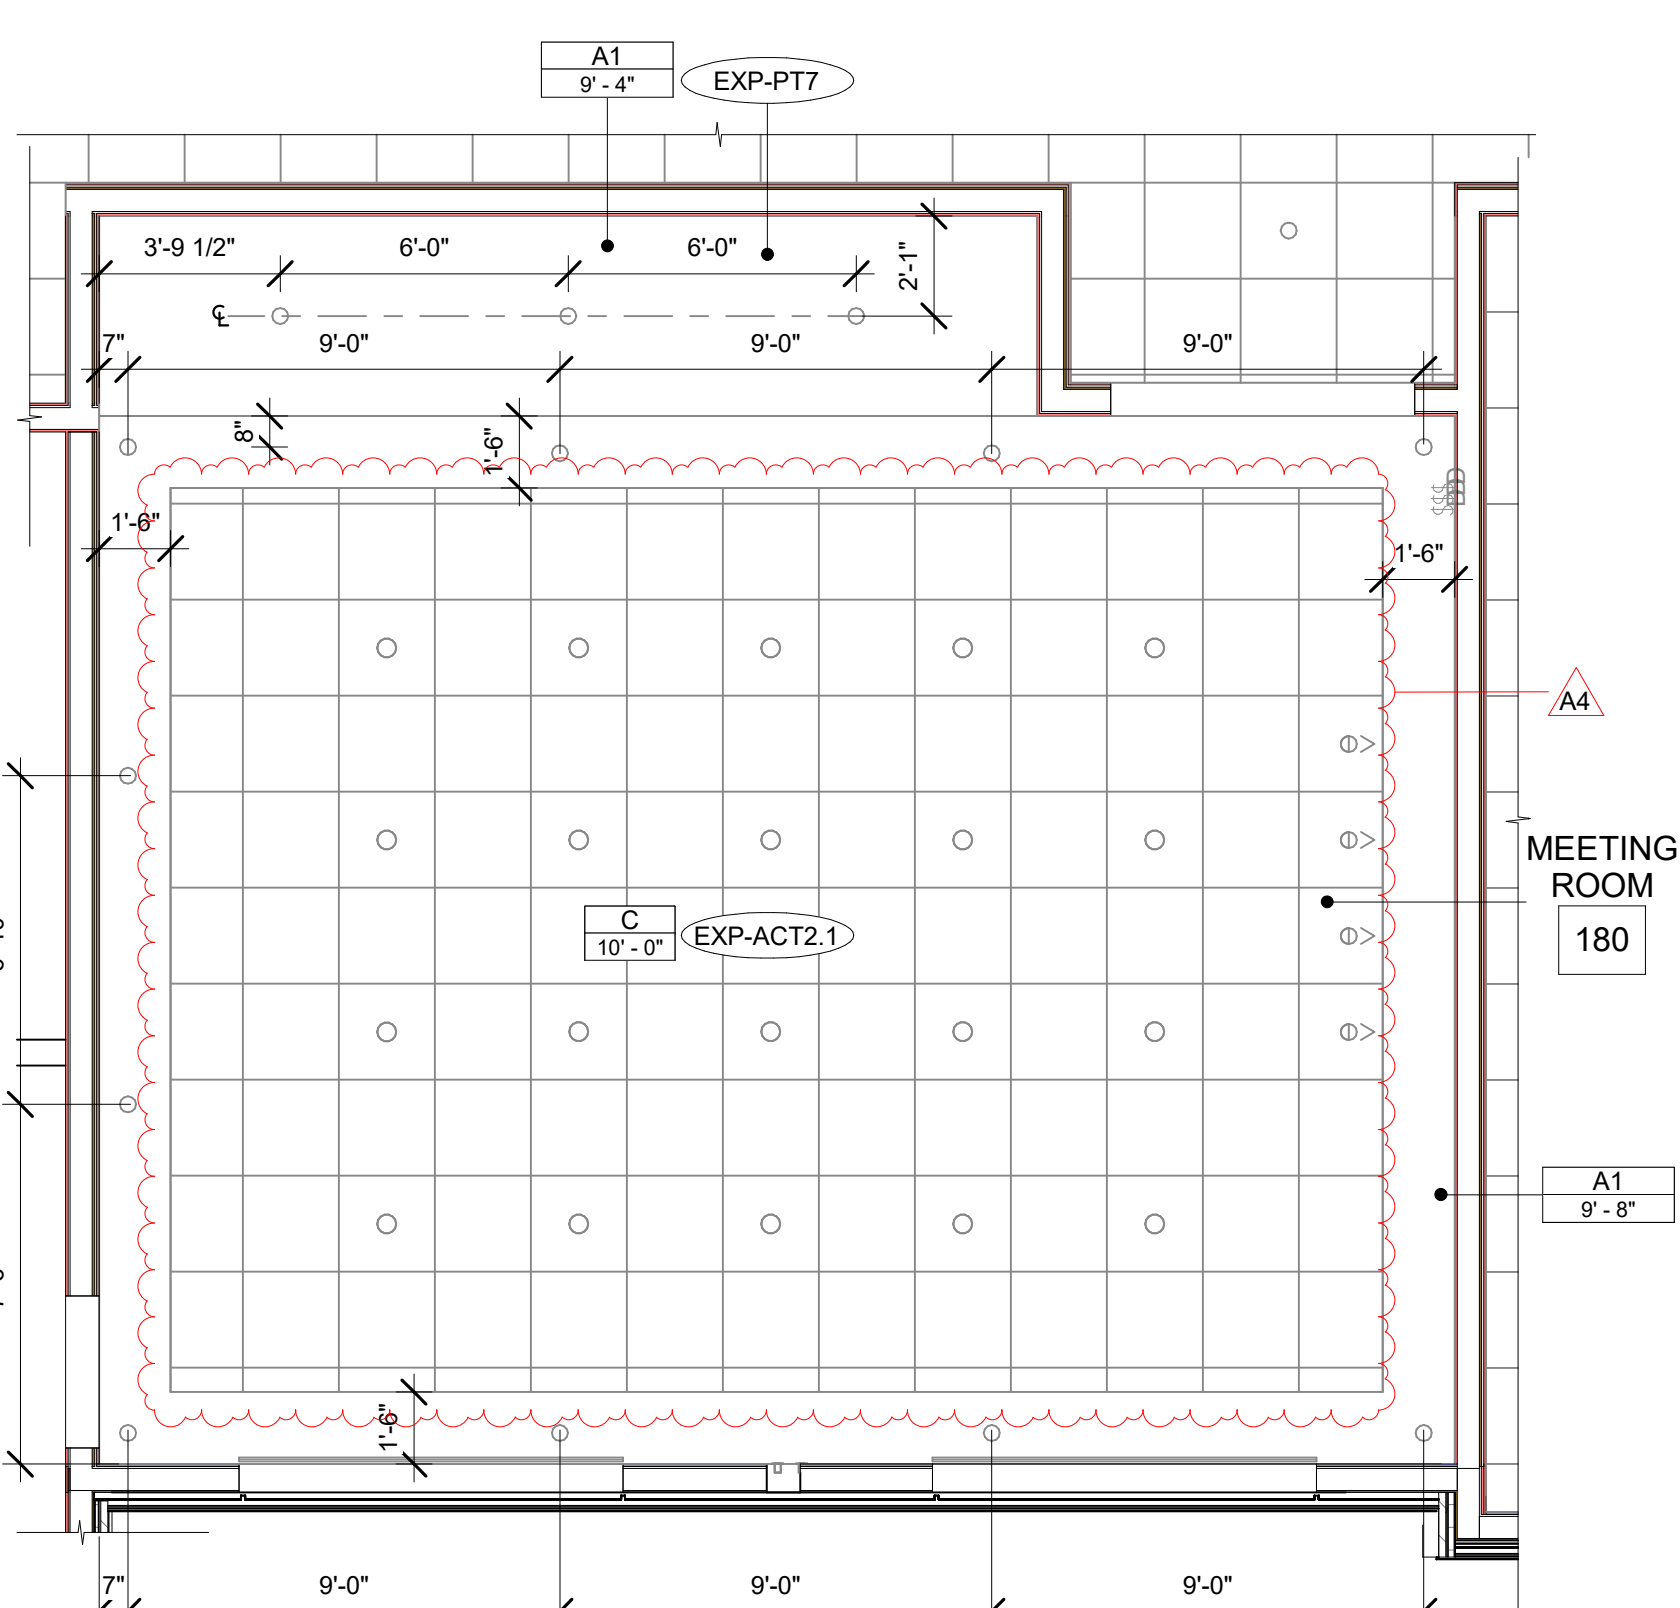 A1
9' - 4"
EXP-PT7
3'-9 1/2"
6'-0"
6'-0"
2'-1"
℄
7"
9'-0"
9'-0"
9'-0"
8"
1'-6"
1'-6"
1'-6"
$$$
A4
MEETING
ROOM
180
C
10' - 0"
EXP-ACT2.1
A1
9' - 8"
1'-6"
7"
9'-0"
9'-0"
9'-0"